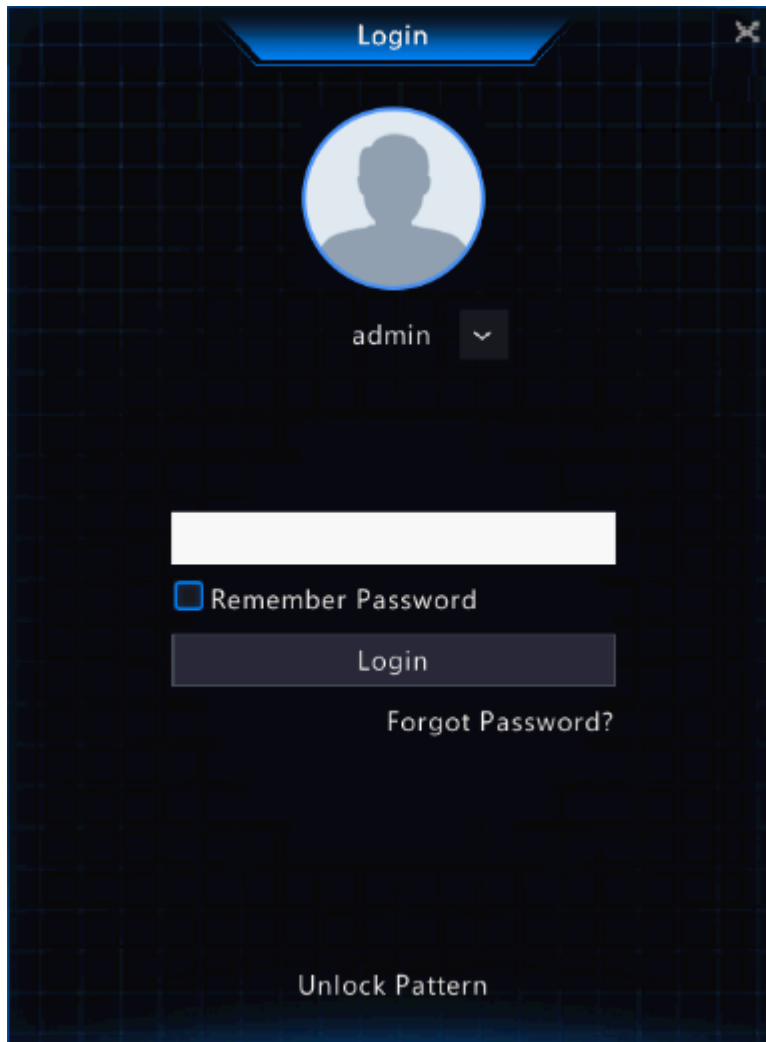 Login
admin
Remember Password
Login
Forgot Password?
Unlock Pattern